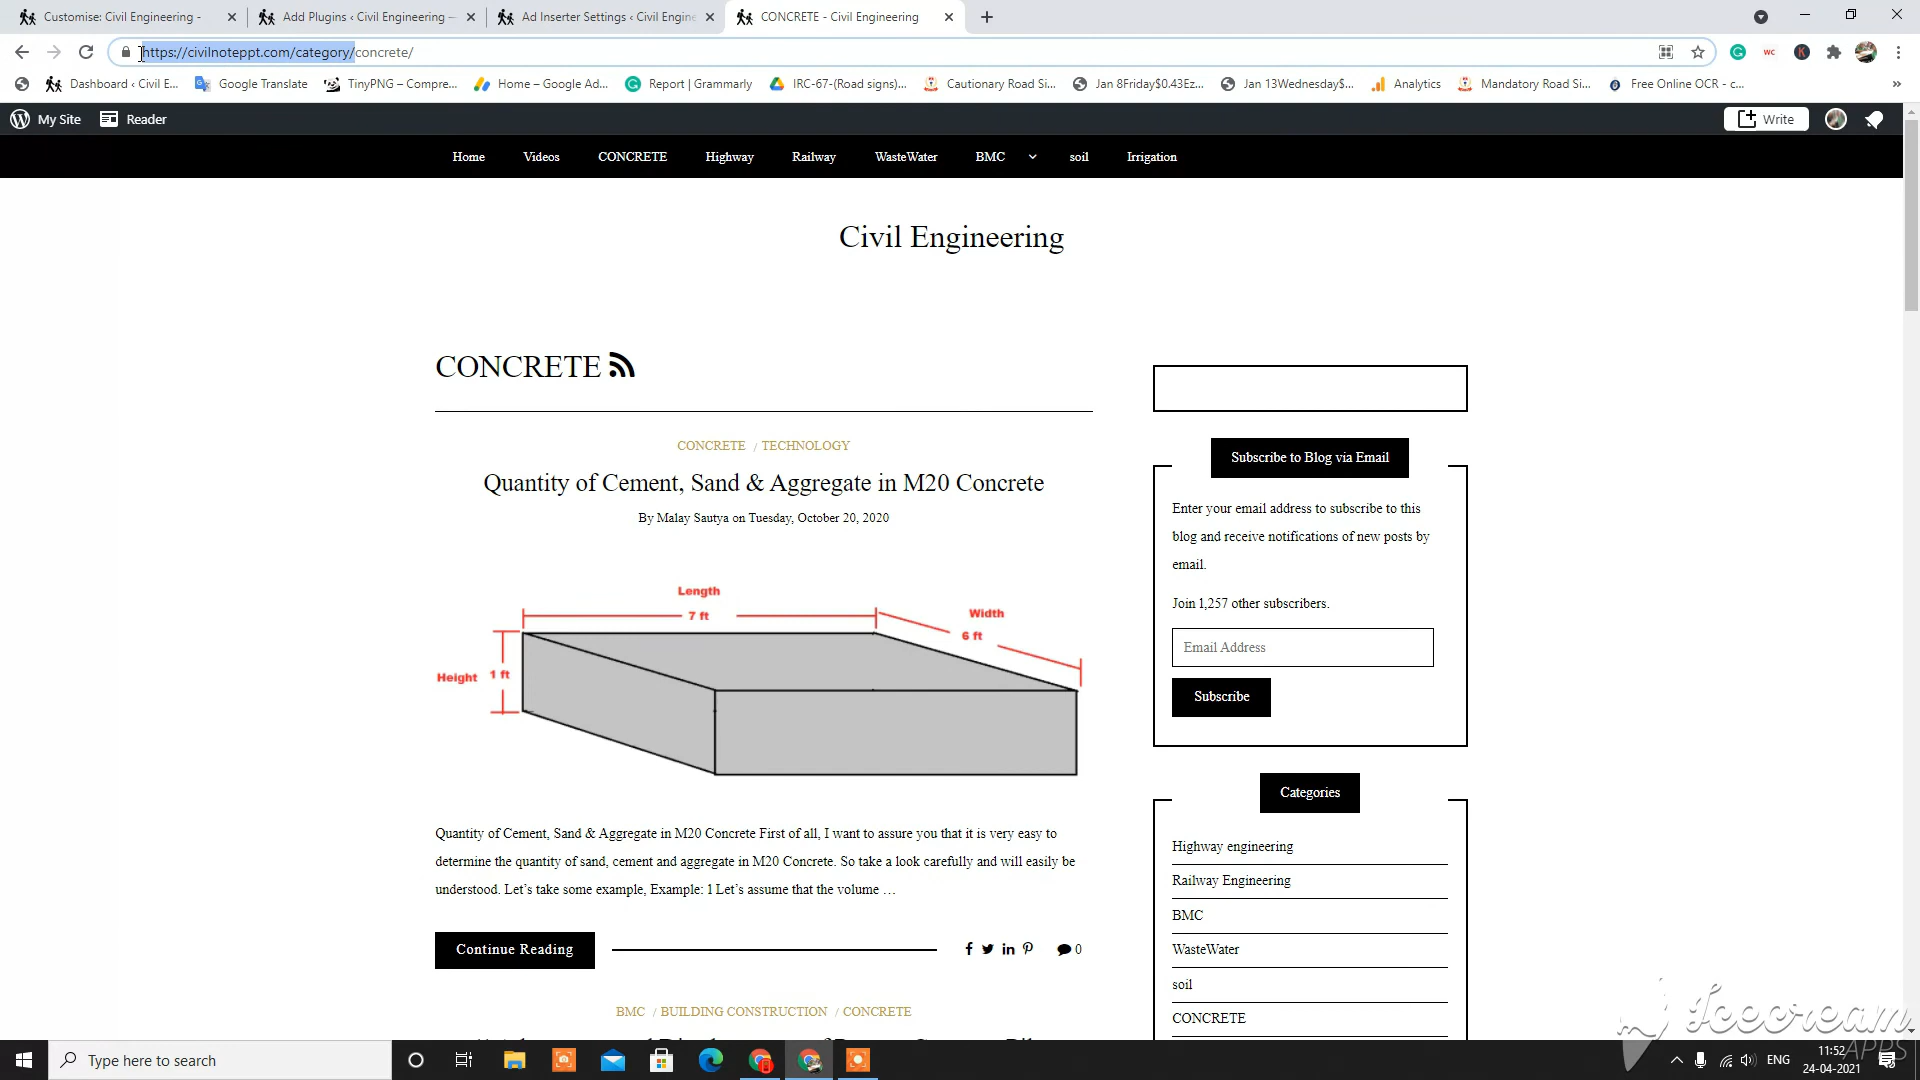 Customise: Civil Engineering -
Add Plugins ‹ Civil Engineering —
Ad Inserter Settings ‹ Civil Engine
CONCRETE - Civil Engineering
https://civilnoteppt.com/category/concrete/
Dashboard ‹ Civil E...
Google Translate
TinyPNG – Compre...
Home – Google Ad...
Report | Grammarly
IRC-67-(Road signs)...
Cautionary Road Si...
Jan 8Friday$0.43Ez...
Jan 13Wednesday$...
Analytics
Mandatory Road Si...
Free Online OCR - c...
My Site
Reader
Write
Home
Videos
CONCRETE
Highway
Railway
WasteWater
BMC
soil
Irrigation
Civil Engineering
CONCRETE
CONCRETE / TECHNOLOGY
Quantity of Cement, Sand & Aggregate in M20 Concrete
By Malay Sautya on Tuesday, October 20, 2020
Length
7 ft
Width
6 ft
Height 1 ft
Quantity of Cement, Sand & Aggregate in M20 Concrete First of all, I want to assure you that it is very easy to
determine the quantity of sand, cement and aggregate in M20 Concrete. So take a look carefully and will easily be
understood. Let’s take some example, Example: 1 Let’s assume that the volume …
Continue Reading
0
BMC / BUILDING CONSTRUCTION / CONCRETE
Subscribe to Blog via Email
Enter your email address to subscribe to this
blog and receive notifications of new posts by
email.
Join 1,257 other subscribers.
Email Address
Subscribe
Categories
Highway engineering
Railway Engineering
BMC
WasteWater
soil
CONCRETE
Icecream
APPS
Type here to search
ENG
11:52
24-04-2021